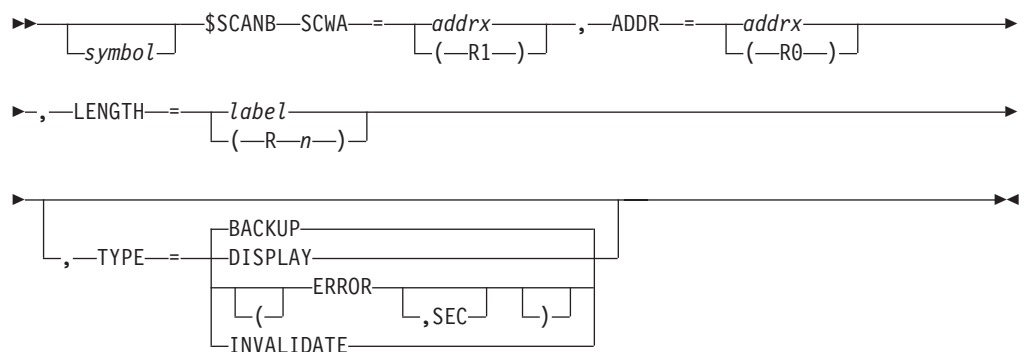 $SCANB SCWA = addrx , ADDR = addrx
symbol ( R1 ) ( R0 )
, LENGTH = label
( R n )
BACKUP
, TYPE = DISPLAY
ERROR
( ,SEC )
INVALIDATE